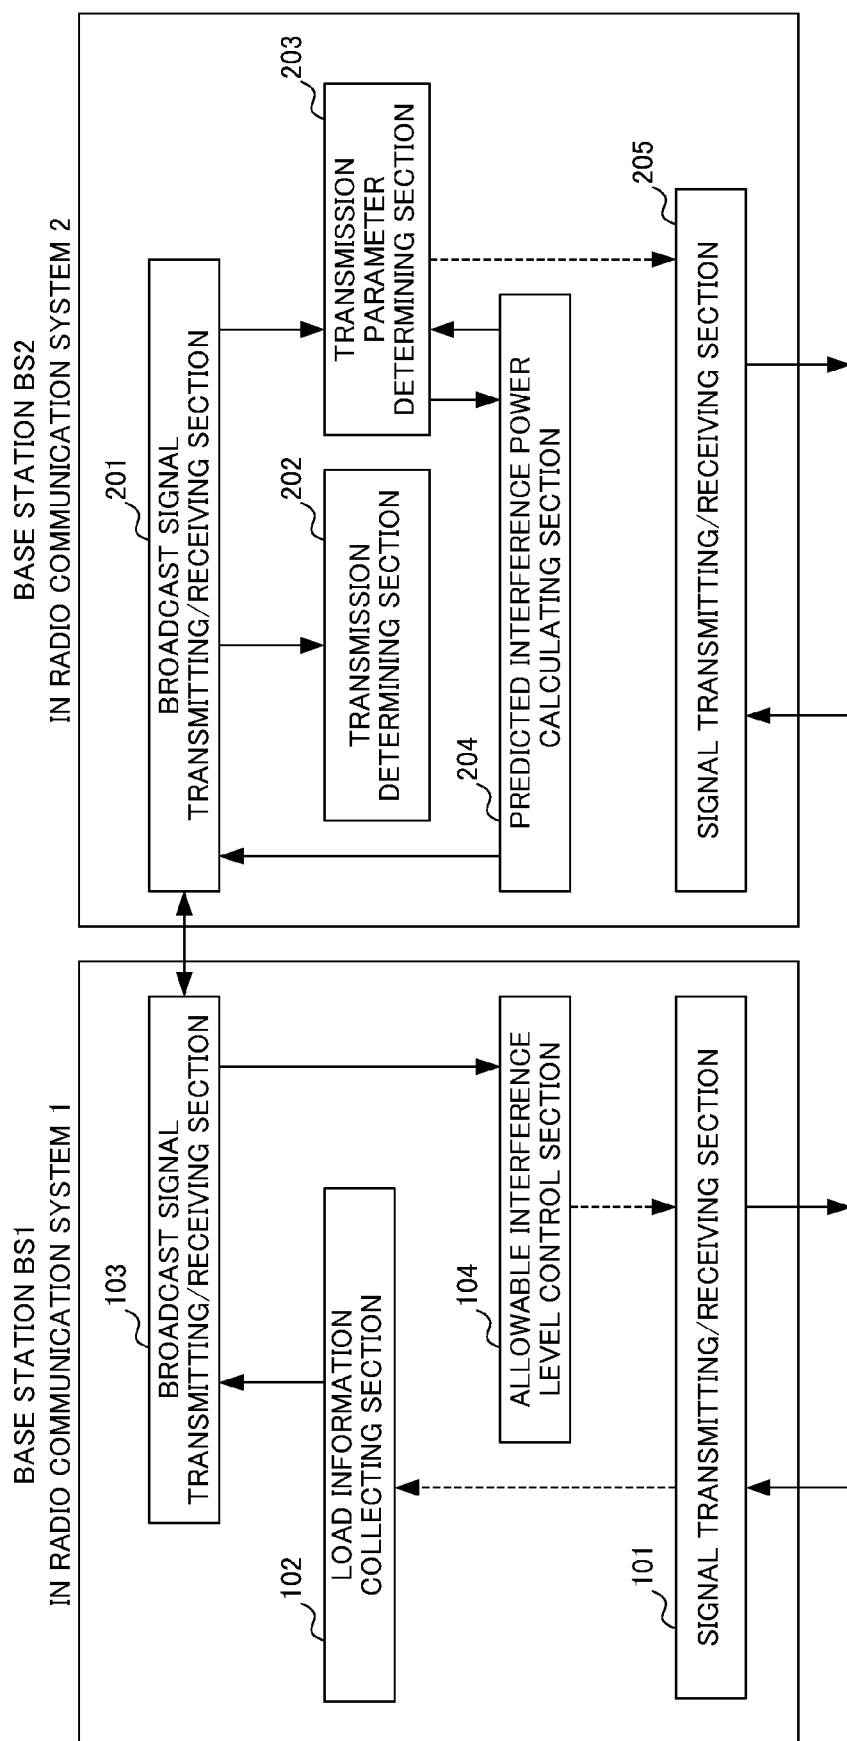 BASE STATION BS1
IN RADIO COMMUNICATION SYSTEM 1
103
BROADCAST SIGNAL
TRANSMITTING/RECEIVING SECTION
102
LOAD INFORMATION
COLLECTING SECTION
104
ALLOWABLE INTERFERENCE
LEVEL CONTROL SECTION
101
SIGNAL TRANSMITTING/RECEIVING SECTION
BASE STATION BS2
IN RADIO COMMUNICATION SYSTEM 2
201
BROADCAST SIGNAL
TRANSMITTING/RECEIVING SECTION
202
TRANSMISSION
DETERMINING SECTION
203
TRANSMISSION
PARAMETER
DETERMINING SECTION
204
PREDICTED INTERFERENCE POWER
CALCULATING SECTION
205
SIGNAL TRANSMITTING/RECEIVING SECTION